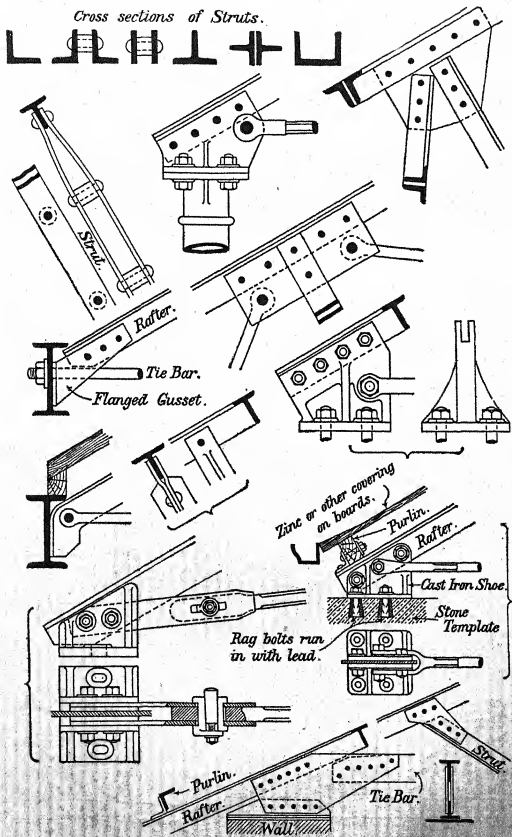 Cross sections of Struts.
Strut.
Rafter.
Tie Bar.
Flanged Gusset.
Zinc or other covering
on boards.
Purlin.
Rafter.
Cast Iron Shoe.
Stone
Template
Rag bolts run
in with lead.
Strut.
Purlin.
Rafter.
Tie Bar.
Wall